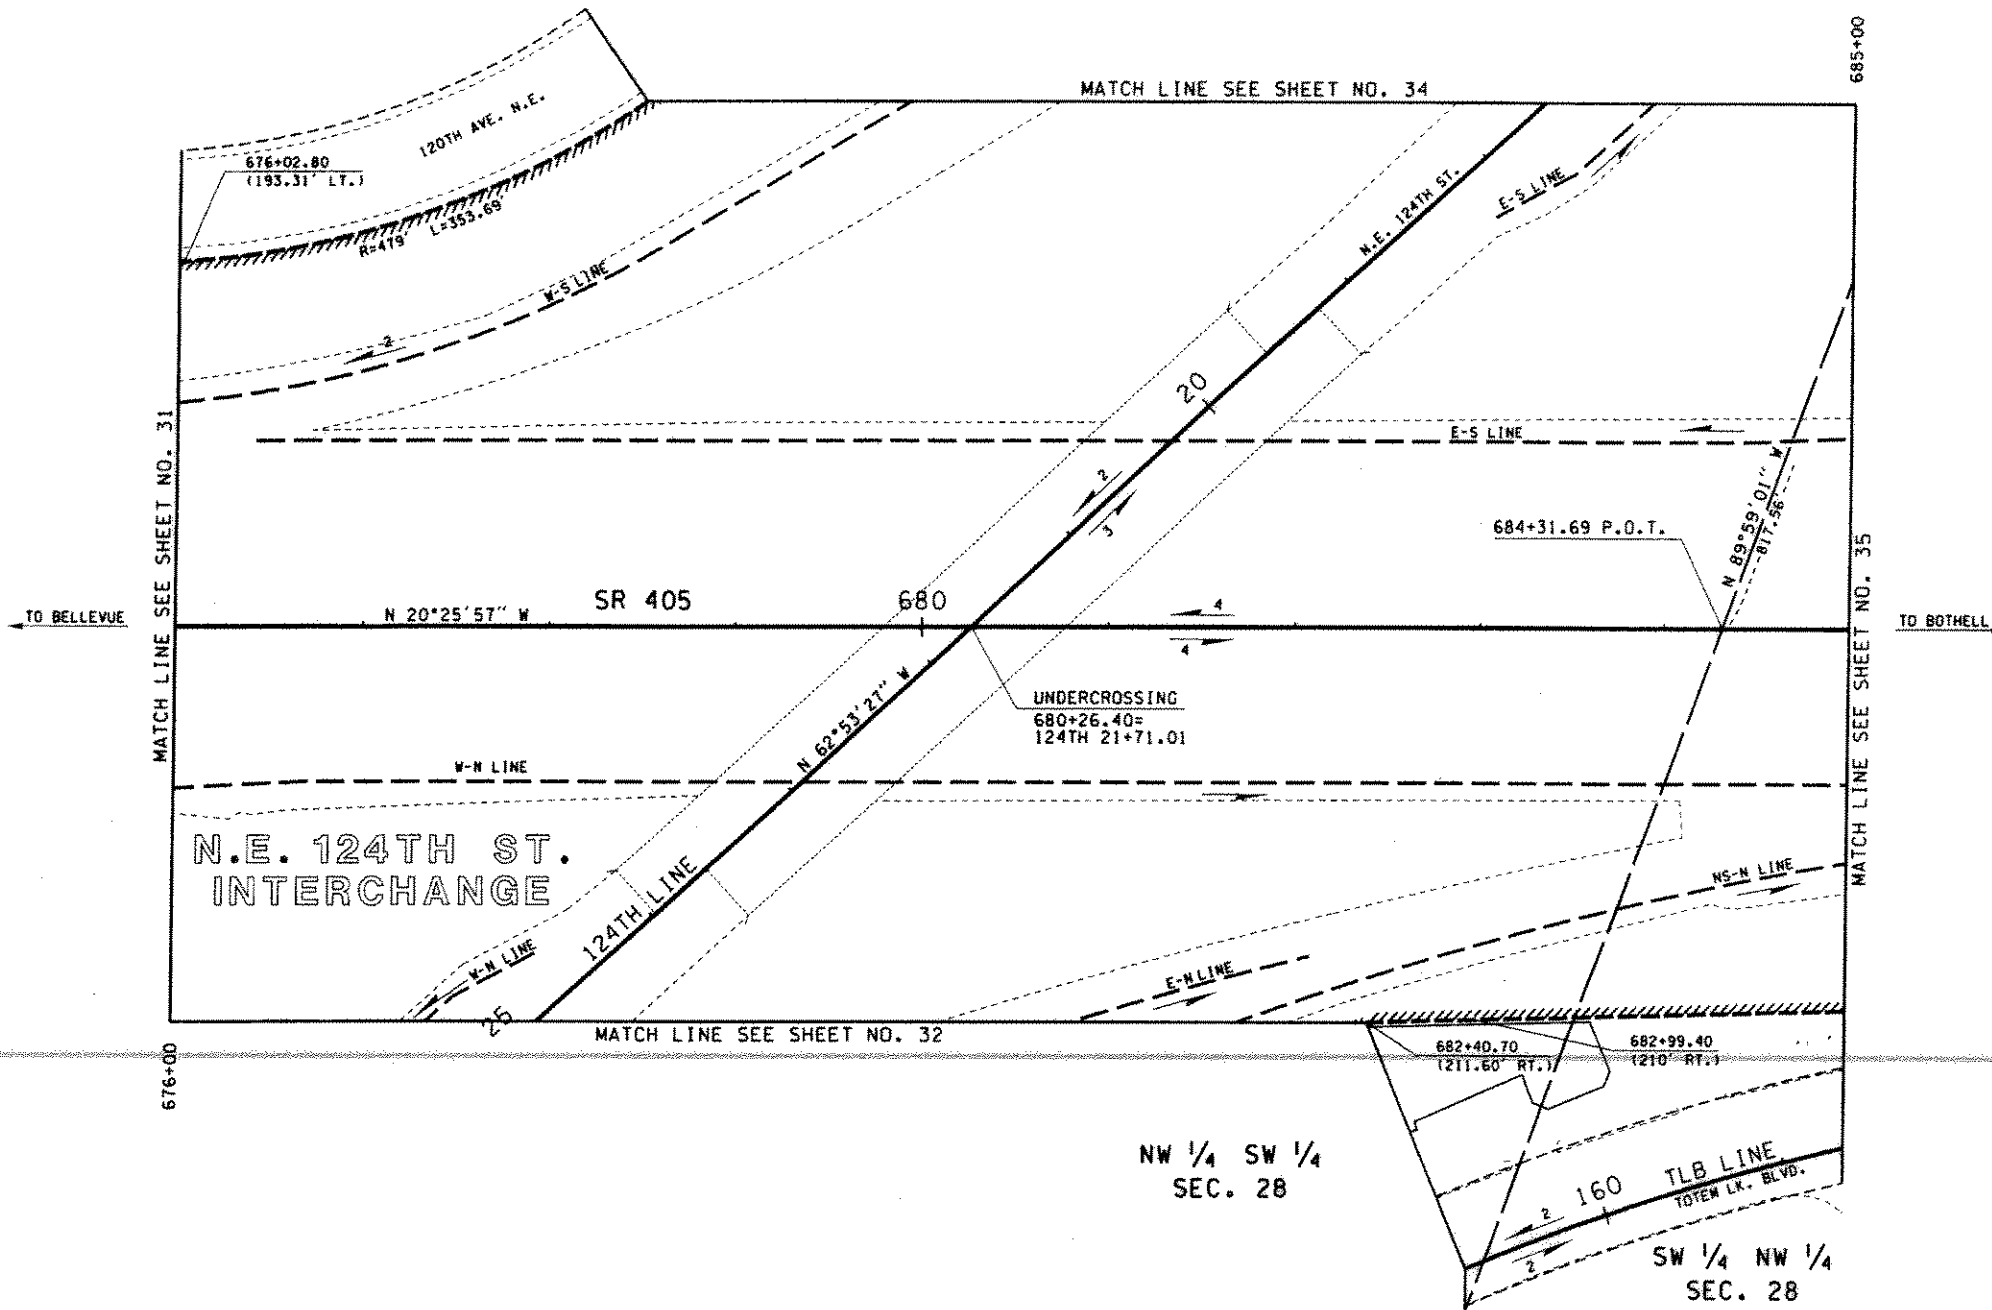 685+00
MATCH LINE SEE SHEET NO. 34
120TH AVE. N.E.
676+02.80
(193.31' LT.)
R=479' L=353.69'
N.E. 124TH ST.
E-S LINE
W-S LINE
2
20
E-S LINE
MATCH LINE SEE SHEET NO. 31
2
3
N 89°59'01" W
817.56'
684+31.69 P.O.T.
MATCH LINE SEE SHEET NO. 35
TO BELLEVUE
N 20°25'57" W
SR 405
680
4
4
TO BOTHELL
UNDERCROSSING
680+26.40=
124TH 21+71.01
N 62°53'27" W
W-N LINE
N.E. 124TH ST.
INTERCHANGE
124TH LINE
NS-N LINE
W-N LINE
E-N LINE
25
MATCH LINE SEE SHEET NO. 32
676+00
682+40.70
(211.60' RT.)
682+99.40
(210' RT.)
NW 1/4 SW 1/4
SEC. 28
160
TLB LINE
TOTEM LK. BLVD.
2
2
SW 1/4 NW 1/4
SEC. 28